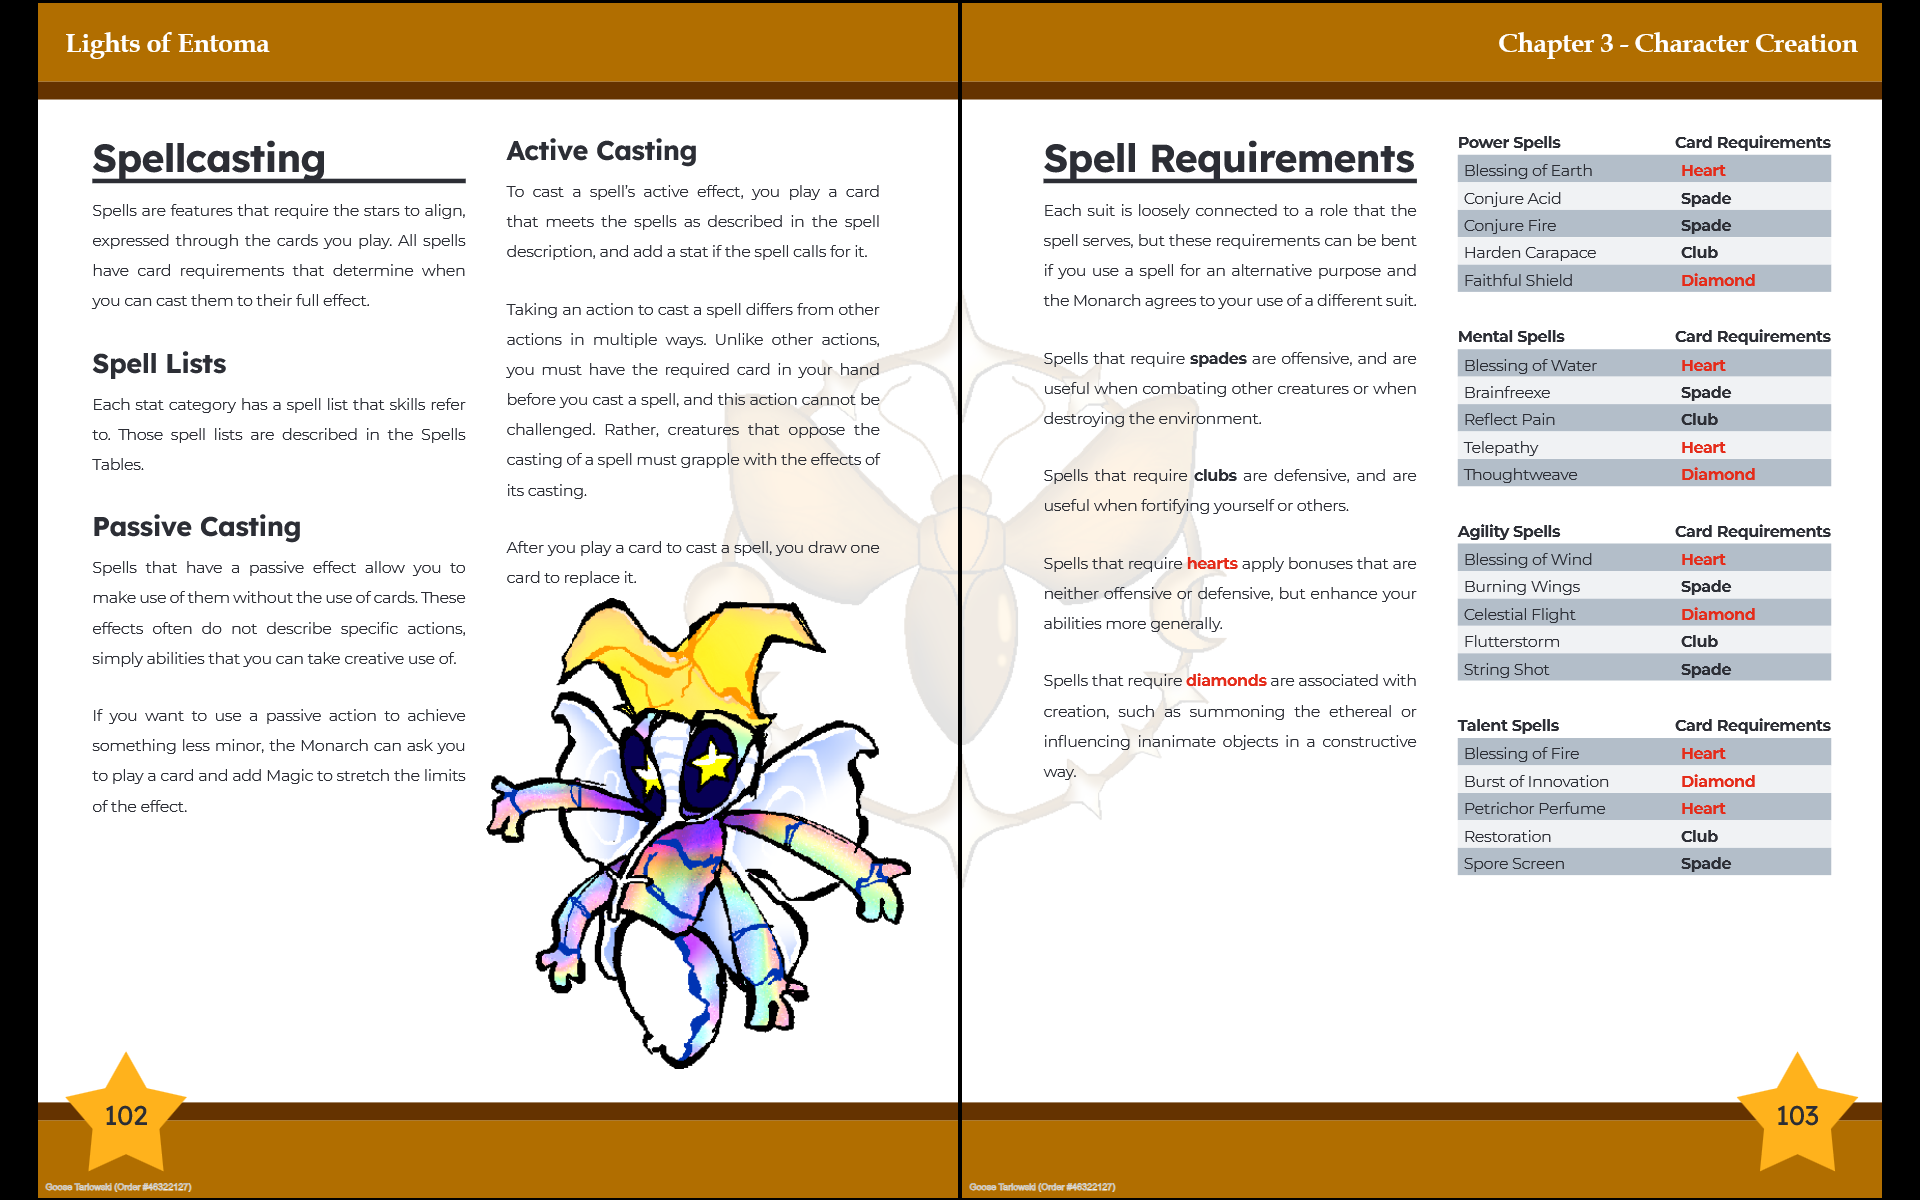 Lights of Entoma
Spellcasting
Spells are features that require the stars to align,
expressed through the cards you play. All spells
have card requirements that determine when
you can cast them to their full effect.
Spell Lists
Each stat category has a spell list that skills refer
to. Those spell lists are described in the Spells
Tables.
Passive Casting
Spells that have a passive effect allow you to
make use of them without the use of cards. These
effects often do not describe specific actions,
simply abilities that you can take creative use of.
If you want to use a passive action to achieve
something less minor, the Monarch can ask you
to play a card and add Magic to stretch the limits
of the effect.
Active Casting
To cast a spell's active effect, you play a card
that meets the spells as described in the spell
description, and add a stat if the spell calls for it.
Taking an action to cast a spell differs from other
actions in multiple ways. Unlike other actions,
you must have the required card in your hand
before you cast a spell, and this action cannot be
challenged. Rather, creatures that oppose the
casting of a spell must grapple with the effects of
its casting.
After you play a card to cast a spell, you draw one
card to replace it.
102
Goose Tarlowski (Order #46322127)
Chapter 3 - Character Creation
Spell Requirements
Each suit is loosely connected to a role that the
spell serves, but these requirements can be bent
if you use a spell for an alternative purpose and
the Monarch agrees to your use of a different suit.
Spells that require spades are offensive, and are
useful when combating other creatures or when
destroying the environment.
Spells that require clubs are defensive, and are
useful when fortifying yourself or others.
Spells that require hearts apply bonuses that are
neither offensive or defensive, but enhance your
abilities more generally.
Spells that require diamonds are associated with
creation, such as summoning the ethereal or
influencing inanimate objects in a constructive
way.
Power Spells Card Requirements
Blessing of Earth Heart
Conjure Acid Spade
Conjure Fire Spade
Harden Carapace Club
Faithful Shield Diamond
Mental Spells Card Requirements
Blessing of Water Heart
Brainfreexe Spade
Reflect Pain Club
Telepathy Heart
Thoughtweave Diamond
Agility Spells Card Requirements
Blessing of Wind Heart
Burning Wings Spade
Celestial Flight Diamond
Flutterstorm Club
String Shot Spade
Talent Spells Card Requirements
Blessing of Fire Heart
Burst of Innovation Diamond
Petrichor Perfume Heart
Restoration Club
Spore Screen Spade
103
Goose Tarlowski (Order #46322127)